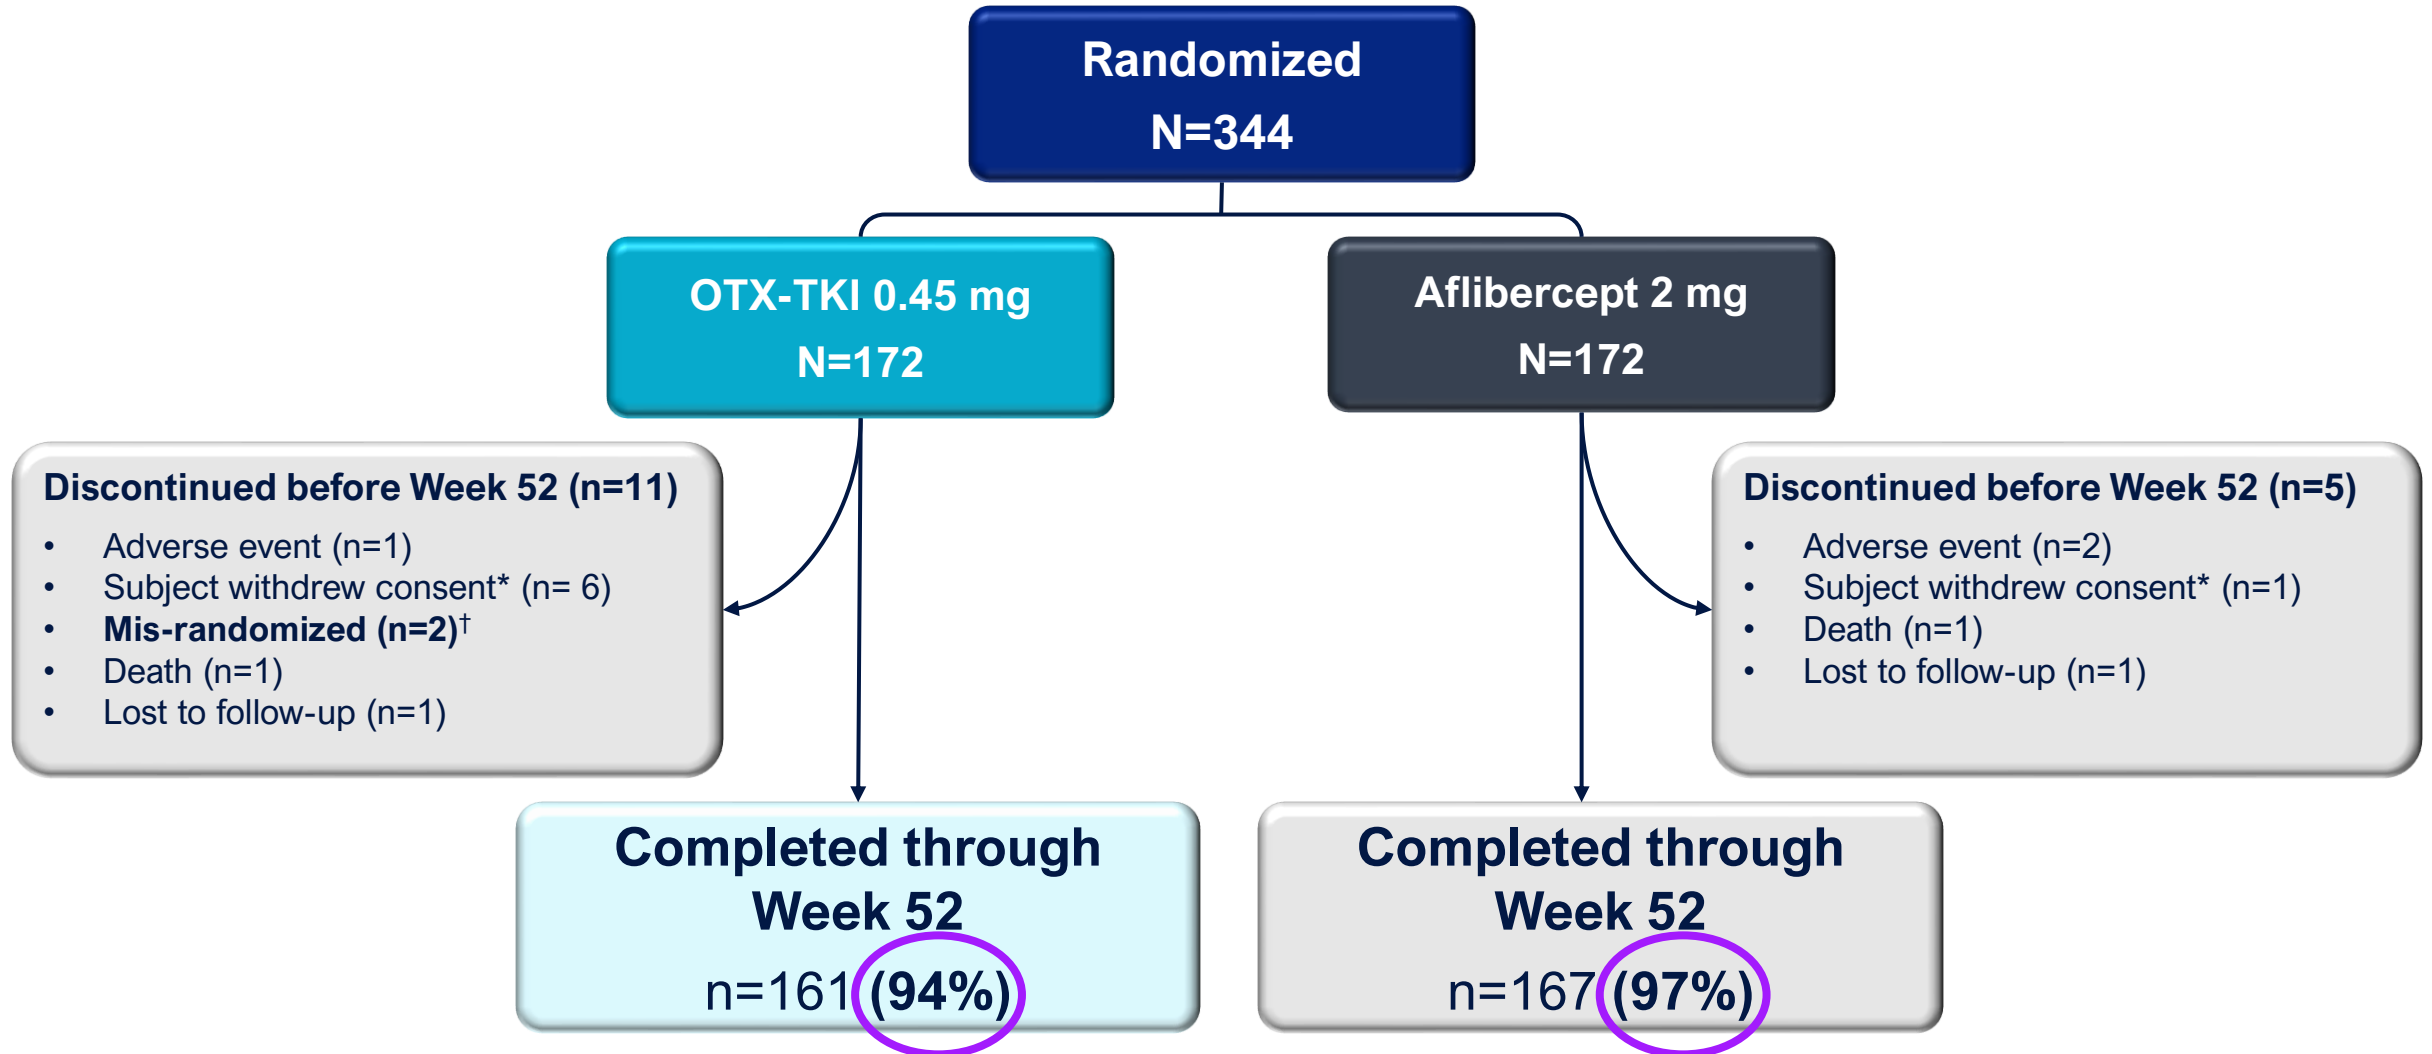 Randomized
N=344
OTX-TKI 0.45 mg
N=172
Aflibercept 2 mg
N=172
Discontinued before Week 52 (n=11)
• Adverse event (n=1)
• Subject withdrew consent* (n= 6)
• Mis-randomized (n=2)†
• Death (n=1)
• Lost to follow-up (n=1)
Discontinued before Week 52 (n=5)
• Adverse event (n=2)
• Subject withdrew consent* (n=1)
• Death (n=1)
• Lost to follow-up (n=1)
Completed through
Week 52
n=161 (94%)
Completed through
Week 52
n=167 (97%)